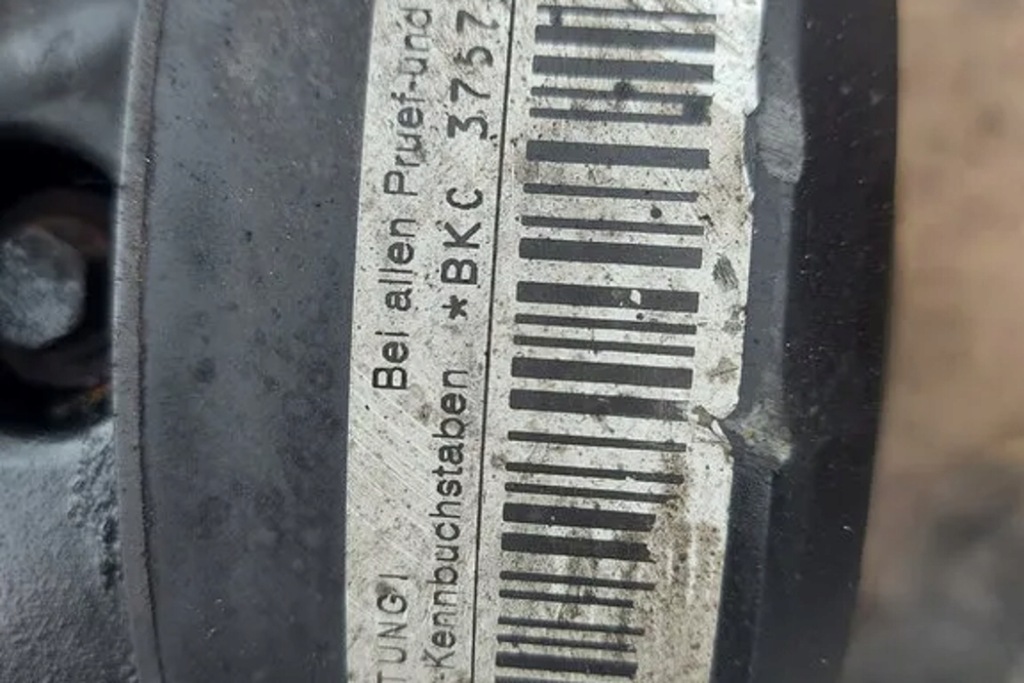 TUNG! Bei allen Pruef-und
-Kennbuchstaben *BKC 3757